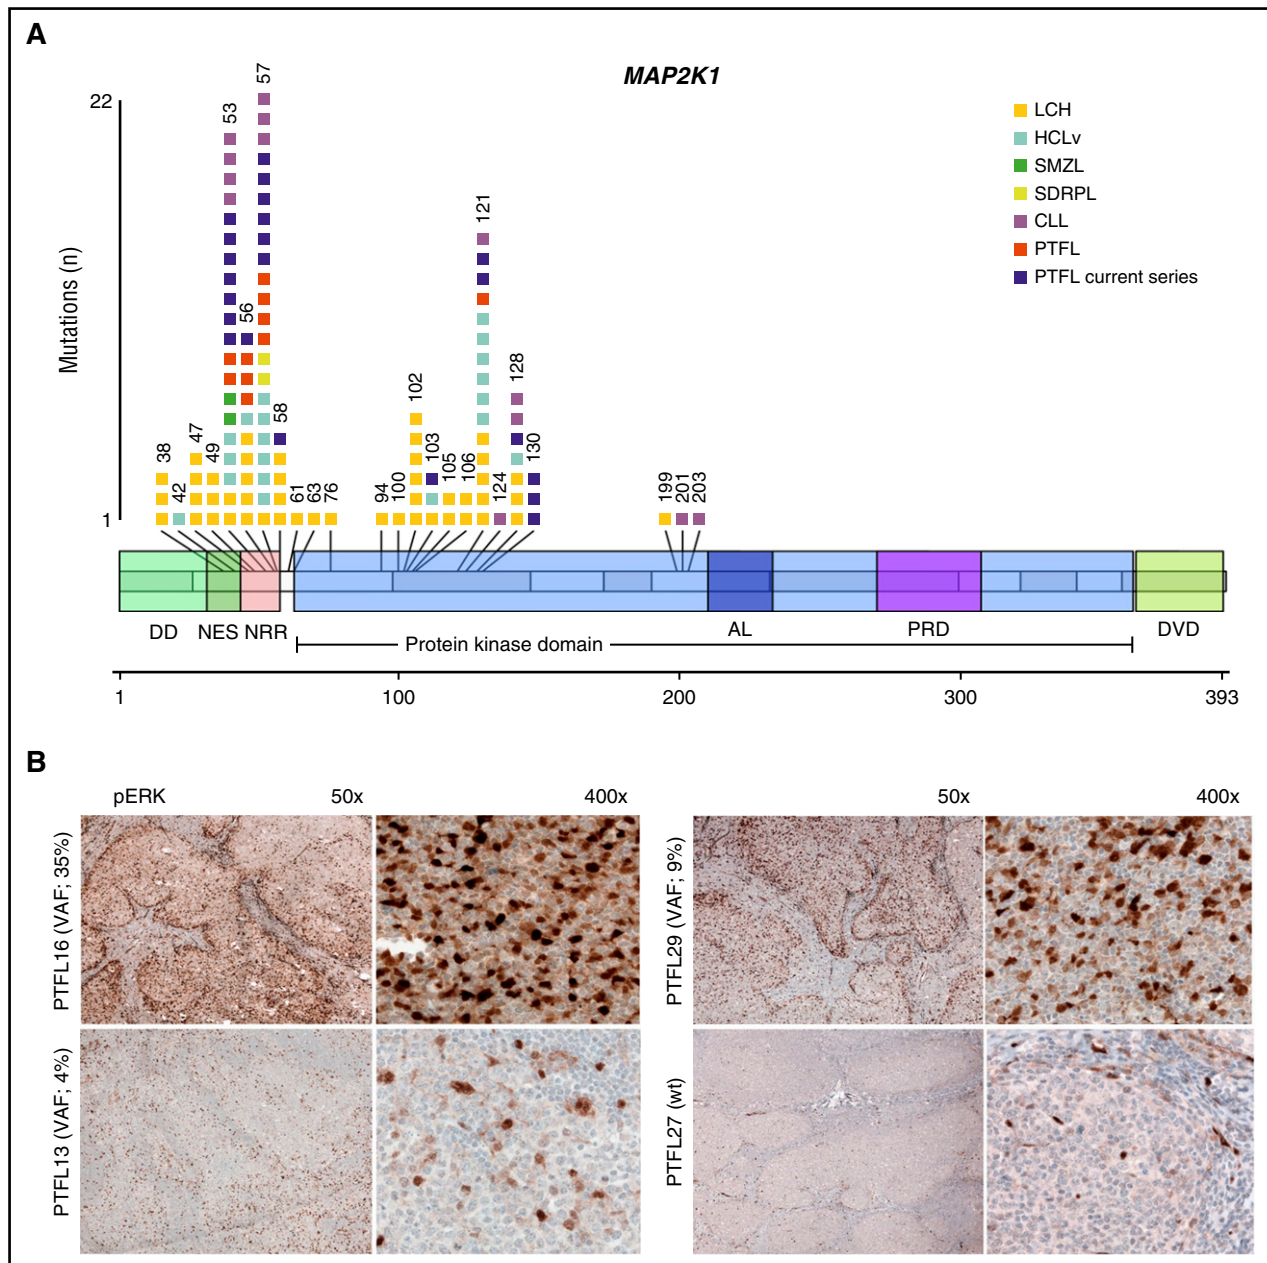 A
MAP2K1
22
Mutations (n)
1
LCH
HCLv
SMZL
SDRPL
CLL
PTFL
PTFL current series
38
42
47
49
53
56
57
58
61
63
76
94
100
102
103
105
106
121
124
128
130
199
201
203
DD NES NRR AL PRD DVD
Protein kinase domain
1 100 200 300 393
B
pERK 50x 400x 50x 400x
PTFL16 (VAF; 35%)
PTFL29 (VAF; 9%)
PTFL13 (VAF; 4%)
PTFL27 (wt)